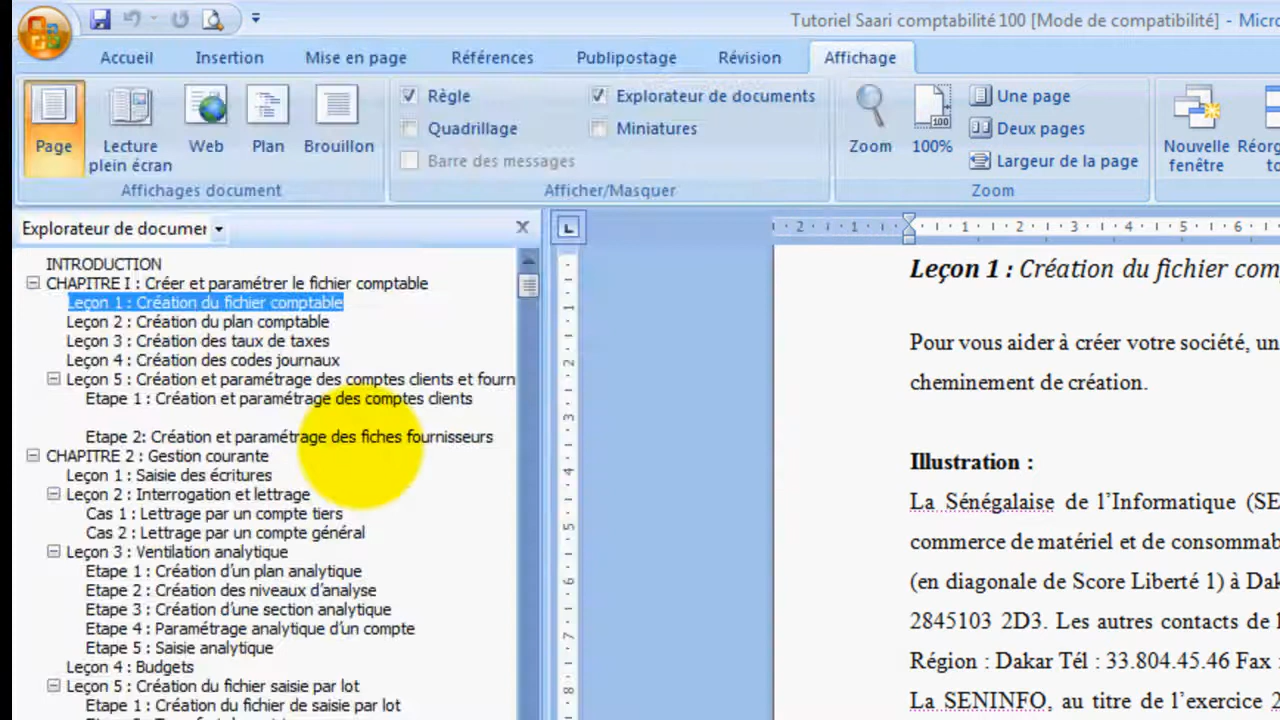 Tutoriel Saari comptabilité 100 [Mode de compatibilité] - Micro
Accueil Insertion Mise en page Références Publipostage Révision Affichage
Page
Lecture plein écran
Web
Plan
Brouillon
Affichages document
Règle
Quadrillage
Barre des messages
Explorateur de documents
Miniatures
Afficher/Masquer
Zoom
100%
Une page
Deux pages
Largeur de la page
Zoom
Nouvelle fenêtre
Réorg
to
Explorateur de documer
INTRODUCTION
CHAPITRE I : Créer et paramétrer le fichier comptable
Leçon 1 : Création du fichier comptable
Leçon 2 : Création du plan comptable
Leçon 3 : Création des taux de taxes
Leçon 4 : Création des codes journaux
Leçon 5 : Création et paramétrage des comptes clients et fourn
Etape 1 : Création et paramétrage des comptes clients
Etape 2: Création et paramétrage des fiches fournisseurs
CHAPITRE 2 : Gestion courante
Leçon 1 : Saisie des écritures
Leçon 2 : Interrogation et lettrage
Cas 1 : Lettrage par un compte tiers
Cas 2 : Lettrage par un compte général
Leçon 3 : Ventilation analytique
Etape 1 : Création d'un plan analytique
Etape 2 : Création des niveaux d'analyse
Etape 3 : Création d'une section analytique
Etape 4 : Paramétrage analytique d'un compte
Etape 5 : Saisie analytique
Leçon 4 : Budgets
Leçon 5 : Création du fichier saisie par lot
Etape 1 : Création du fichier de saisie par lot
Leçon 1 : Création du fichier com
Pour vous aider à créer votre société, un
cheminement de création.
Illustration :
La Sénégalaise de l'Informatique (SE
commerce de matériel et de consommab
(en diagonale de Score Liberté 1) à Dak
2845103 2D3. Les autres contacts de l
Région : Dakar Tél : 33.804.45.46 Fax :
La SENINFO, au titre de l'exercice 2